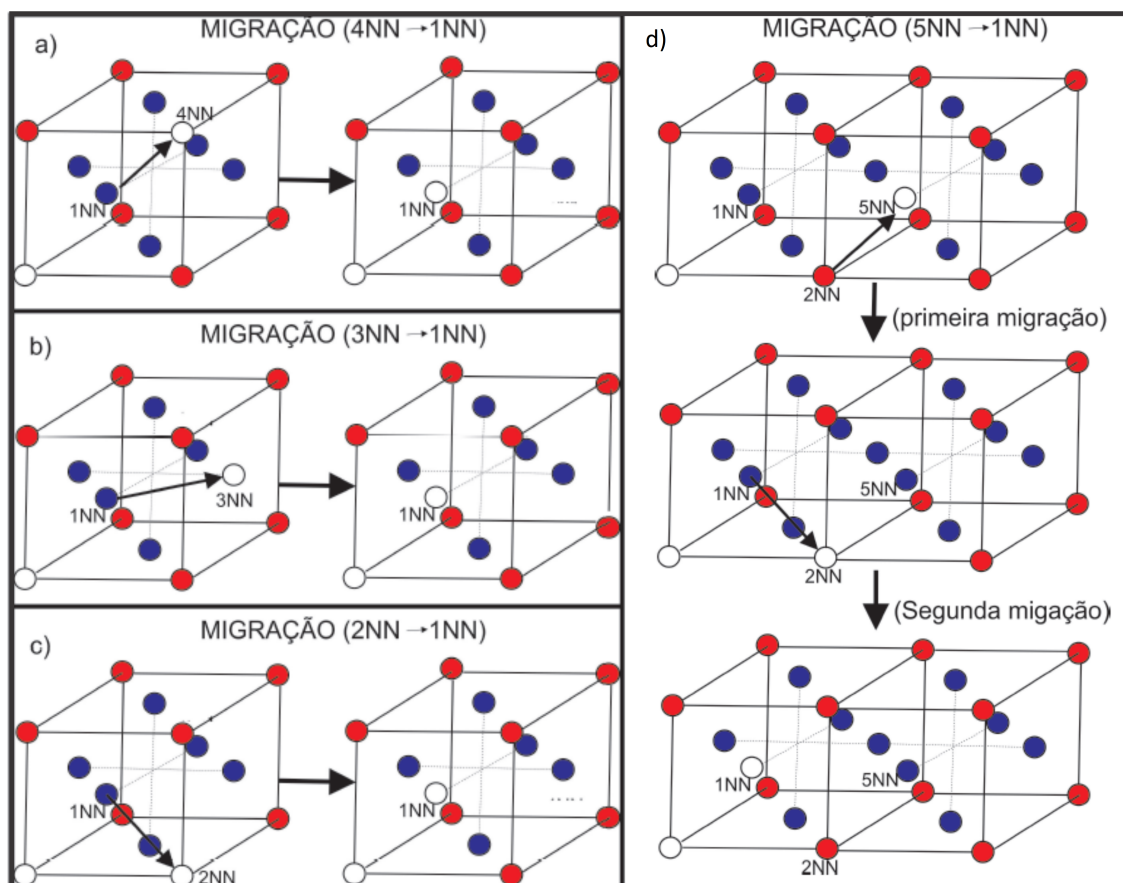 a)
MIGRAÇÃO (4NN →1NN)
4NN
1NN
1NN
b)
MIGRAÇÃO (3NN →1NN)
1NN
3NN
1NN
c)
MIGRAÇÃO (2NN →1NN)
1NN
2NN
1NN
d)
MIGRAÇÃO (5NN →1NN)
1NN
5NN
2NN
(primeira migração)
1NN
5NN
2NN
(Segunda migação)
1NN
5NN
2NN